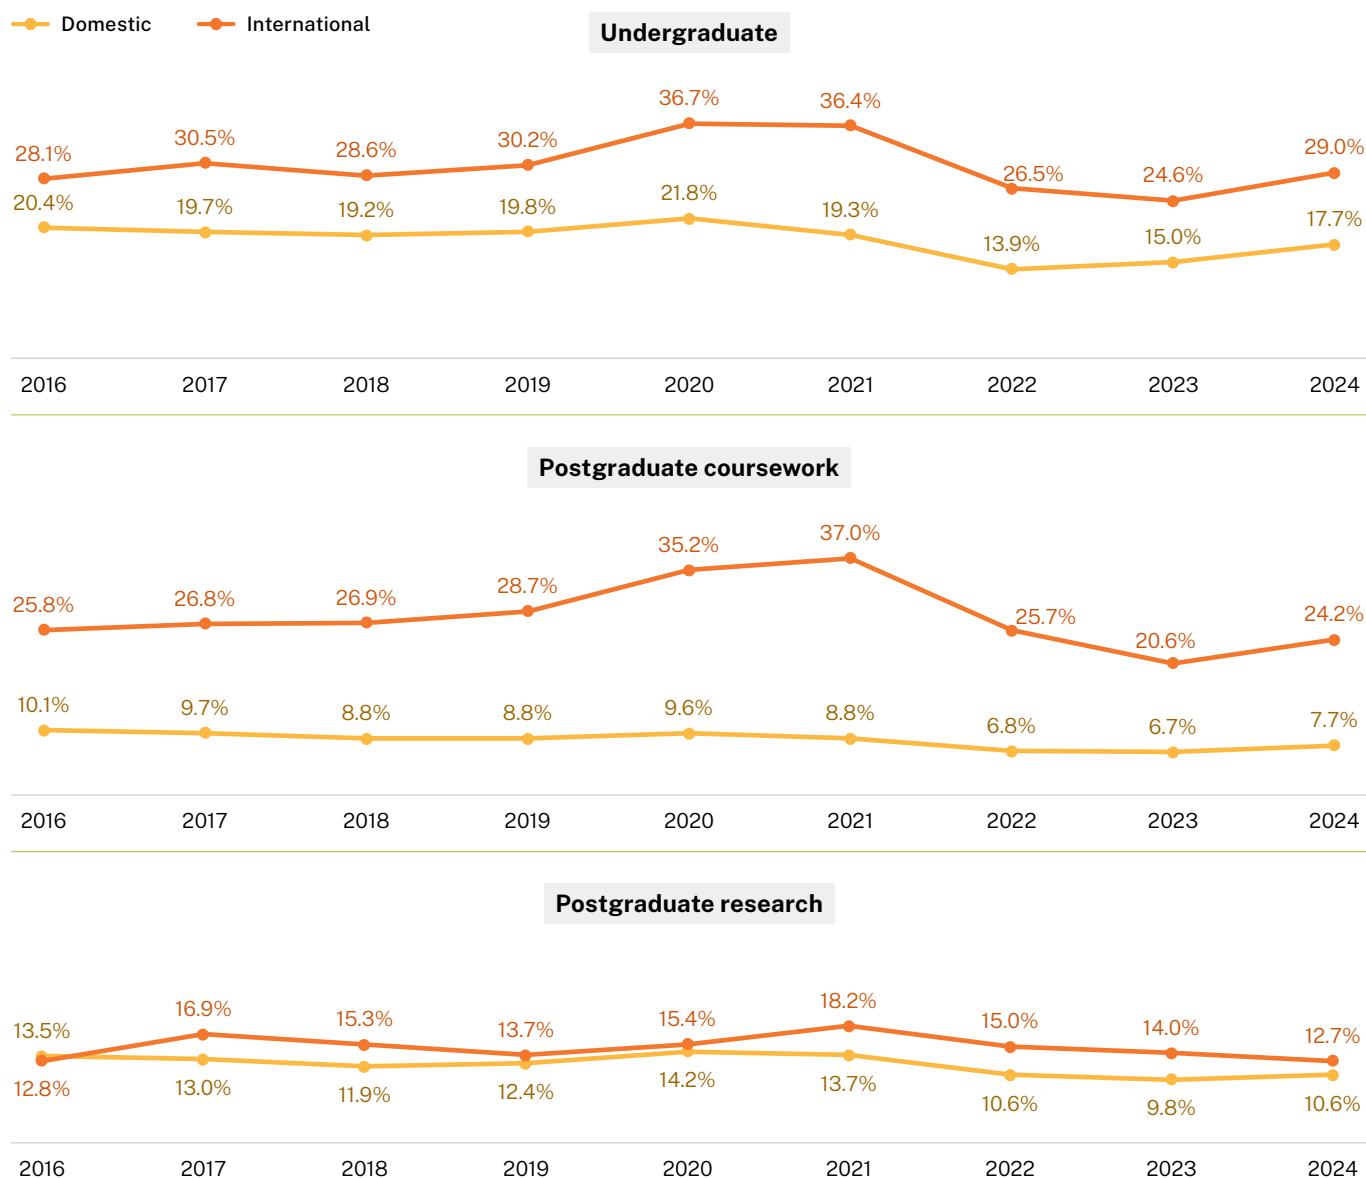 Domestic International
Undergraduate
36.7% 36.4%
28.1% 30.5% 28.6% 30.2% 26.5% 24.6% 29.0%
20.4% 19.7% 19.2% 19.8% 21.8% 19.3% 13.9% 15.0% 17.7%
2016 2017 2018 2019 2020 2021 2022 2023 2024
Postgraduate coursework
25.8% 26.8% 26.9% 28.7% 35.2% 37.0% 25.7% 20.6% 24.2%
10.1% 9.7% 8.8% 8.8% 9.6% 8.8% 6.8% 6.7% 7.7%
2016 2017 2018 2019 2020 2021 2022 2023 2024
Postgraduate research
13.5% 16.9% 15.3% 13.7% 15.4% 18.2% 15.0% 14.0% 12.7%
12.8% 13.0% 11.9% 12.4% 14.2% 13.7% 10.6% 9.8% 10.6%
2016 2017 2018 2019 2020 2021 2022 2023 2024